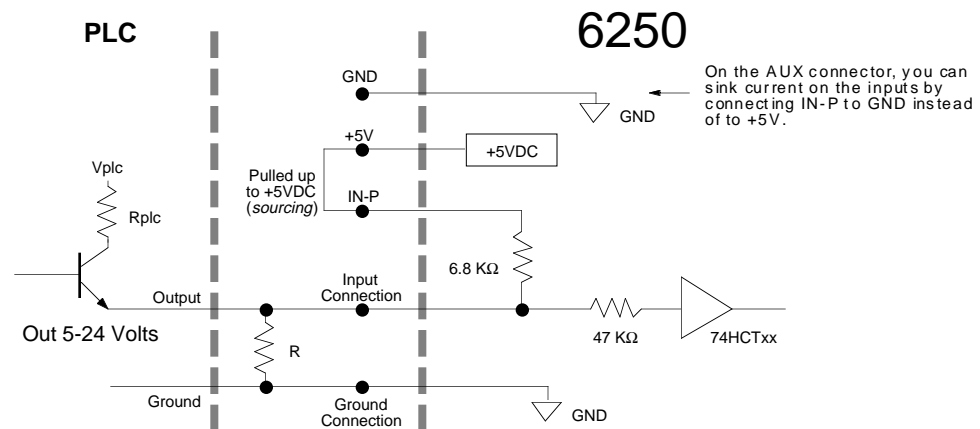 PLC
6250
GND
GND
On the AUX connector, you can
sink current on the inputs by
connecting IN-P to GND instead
of to +5V.
+5V
+5VDC
Vplc
Rplc
Pulled up
to +5VDC
(sourcing)
IN-P
6.8 KΩ
Output
Input
Connection
Out 5-24 Volts
R
47 KΩ
74HCTxx
Ground
Ground
Connection
GND